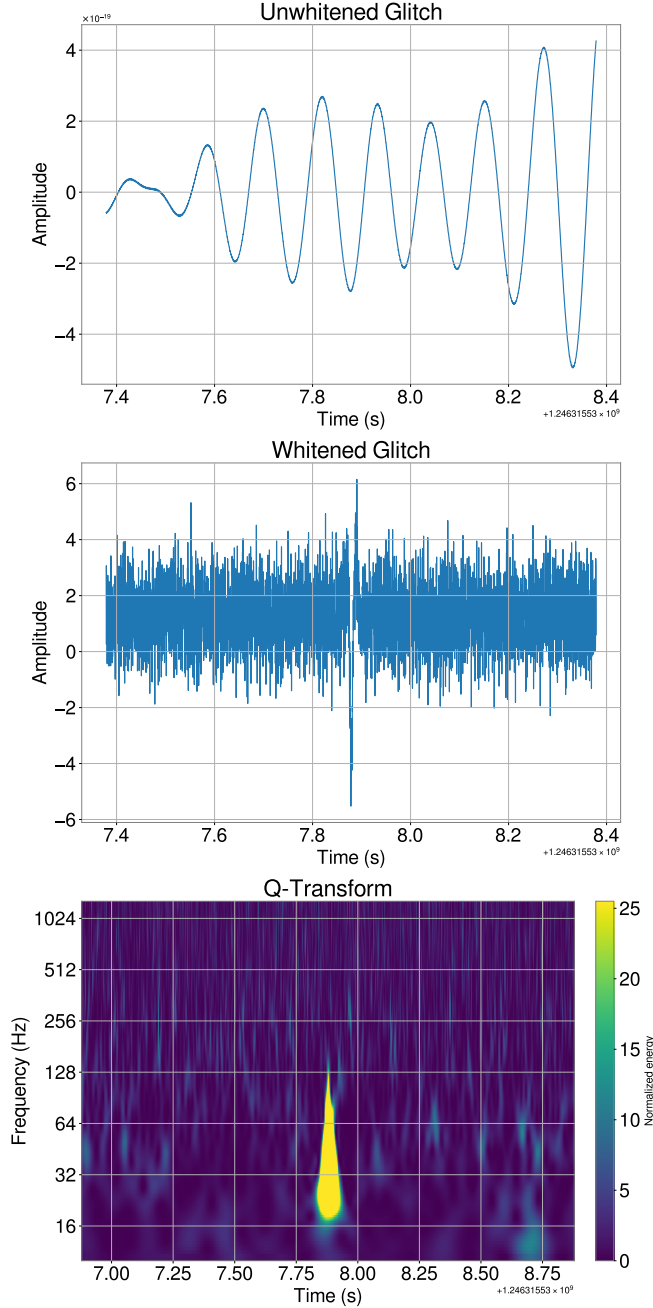 Unwhitened Glitch
×10⁻¹⁹
4
2
0
−2
−4
Amplitude
7.4 7.6 7.8 8.0 8.2 8.4
Time (s)
+1.24631553 × 10⁹
Whitened Glitch
6
4
2
0
−2
−4
−6
Amplitude
7.4 7.6 7.8 8.0 8.2 8.4
Time (s)
+1.24631553 × 10⁹
Q-Transform
1024
512
256
128
64
32
16
Frequency (Hz)
7.00 7.25 7.50 7.75 8.00 8.25 8.50 8.75
Time (s)
+1.24631553 × 10⁹
25
20
15
10
5
0
Normalized energy